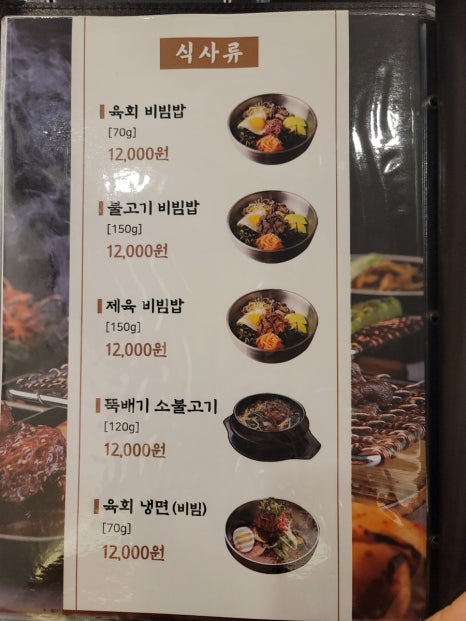 식사류
육회 비빔밥
[70g]
12,000원
불고기 비빔밥
[150g]
12,000원
제육 비빔밥
[150g]
12,000원
뚝배기 소불고기
[120g]
12,000원
육회 냉면 (비빔)
[70g]
12,000원